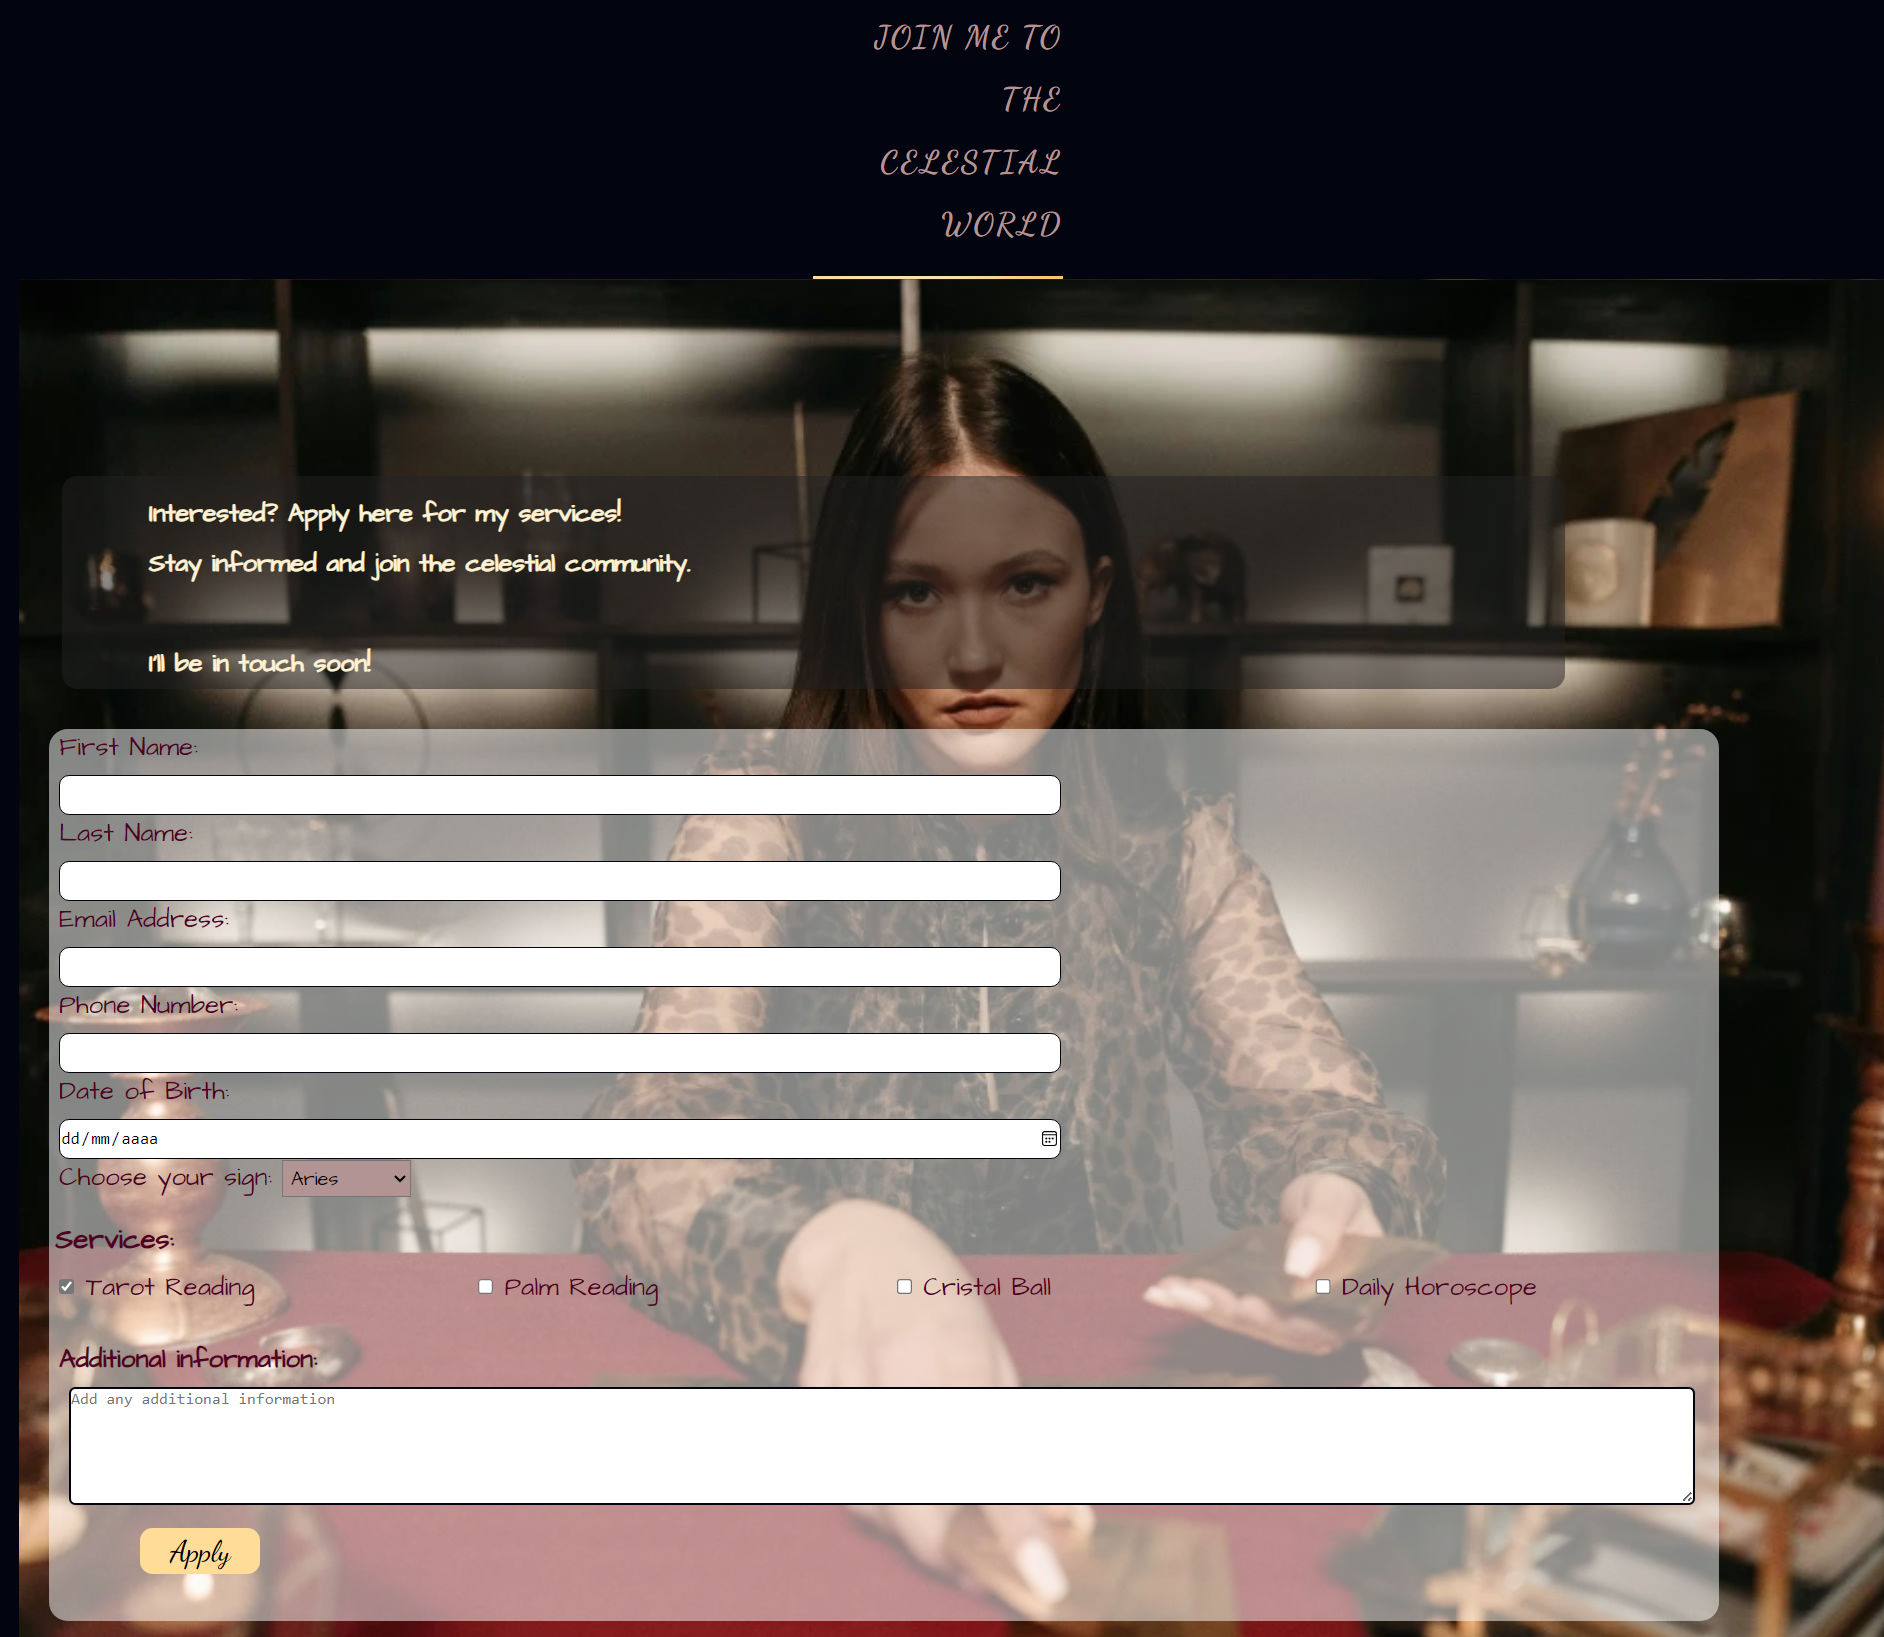 JOIN ME TO
THE
CELESTIAL
WORLD
Interested? Apply here for my services!
Stay informed and join the celestial community.
I'll be in touch soon!
First Name:
Last Name:
Email Address:
Phone Number:
Date of Birth:
dd/mm/aaaa
Choose your sign: Aries
Services:
Tarot Reading Palm Reading Cristal Ball Daily Horoscope
Additional information:
Add any additional information
Apply